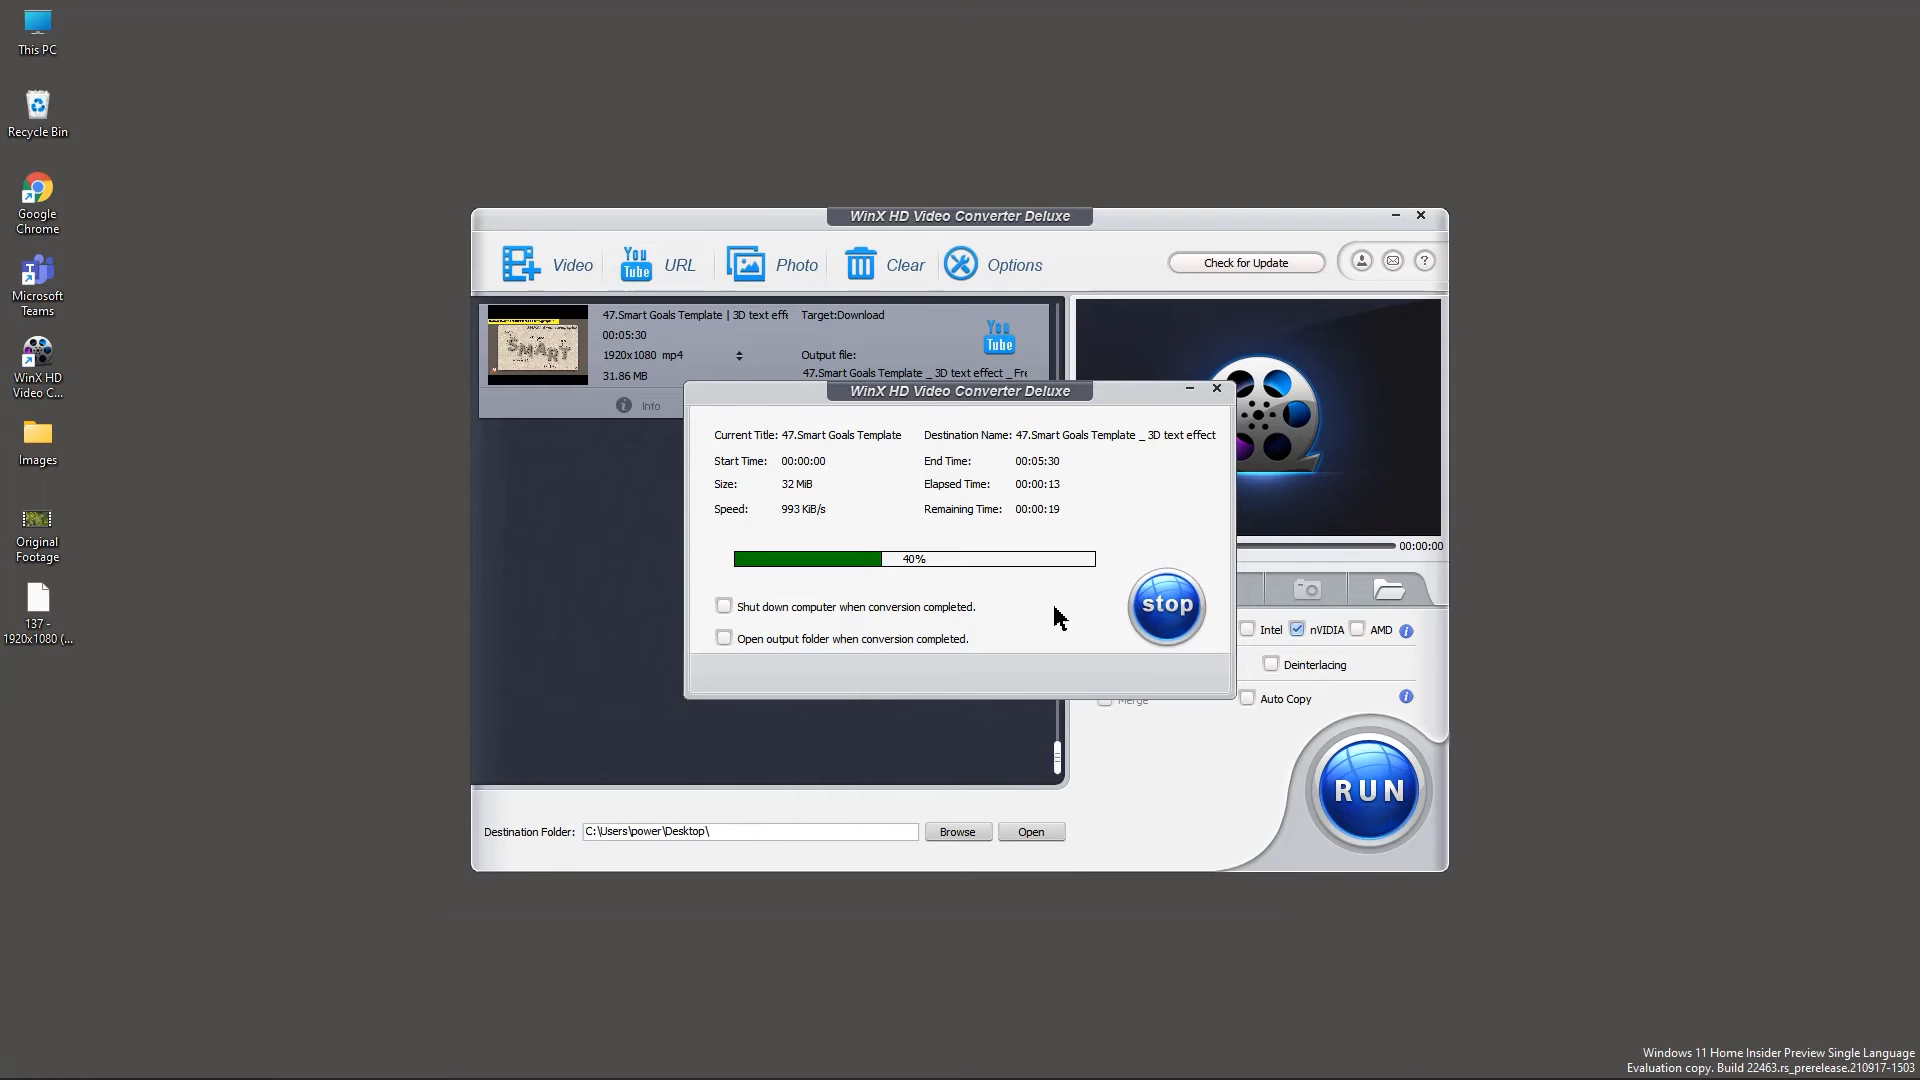 This PC
Recycle Bin
Google
Chrome
Microsoft
Teams
WinX HD
Video C...
Images
Original
Footage
137 -
1920x1080 (...
WinX HD Video Converter Deluxe
Video
You
Tube
URL
Photo
Clear
Options
Check for Update
?
47.Smart Goals Template | 3D text effe
Target:Download
00:05:30
1920x1080 mp4
Output file:
31.86 MB
47.Smart Goals Template _ 3D text effect _ Fre
You
Tube
SMART
i Info
WinX HD Video Converter Deluxe
Current Title: 47.Smart Goals Template
Destination Name: 47.Smart Goals Template _ 3D text effect
Start Time: 00:00:00
End Time: 00:05:30
Size: 32 MiB
Elapsed Time: 00:00:13
Speed: 993 KiB/s
Remaining Time: 00:00:19
40%
Shut down computer when conversion completed.
Open output folder when conversion completed.
stop
00:00:00
Intel nVIDIA AMD i
Deinterlacing
Merge
Auto Copy i
RUN
Destination Folder: C:\Users\power\Desktop\
Browse
Open
Windows 11 Home Insider Preview Single Language
Evaluation copy. Build 22463.rs_prerelease.210917-1503